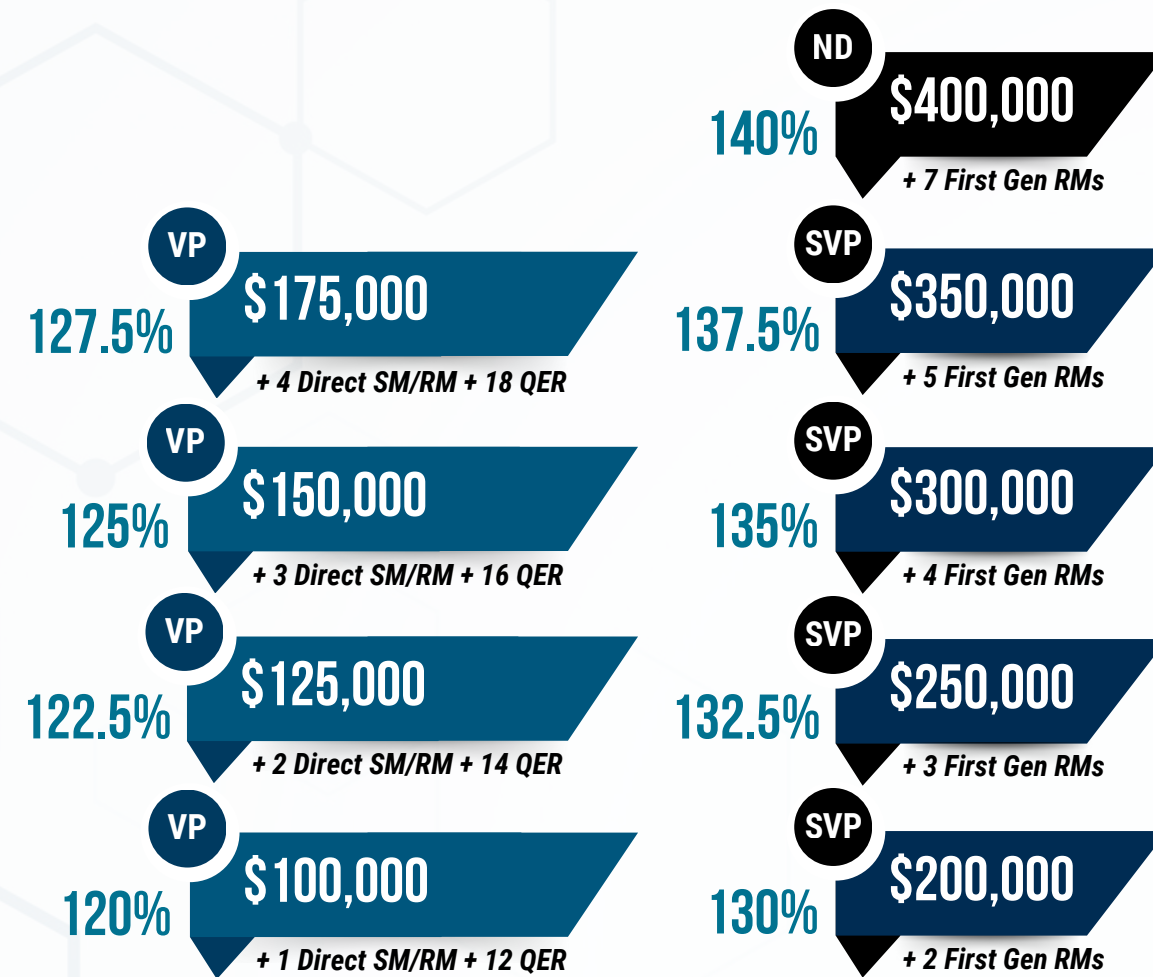 VP
$175,000
127.5%
+ 4 Direct SM/RM + 18 QER
VP
$150,000
125%
+ 3 Direct SM/RM + 16 QER
VP
$125,000
122.5%
+ 2 Direct SM/RM + 14 QER
VP
$100,000
120%
+ 1 Direct SM/RM + 12 QER
ND
$400,000
140%
+ 7 First Gen RMs
SVP
$350,000
137.5%
+ 5 First Gen RMs
SVP
$300,000
135%
+ 4 First Gen RMs
SVP
$250,000
132.5%
+ 3 First Gen RMs
SVP
$200,000
130%
+ 2 First Gen RMs